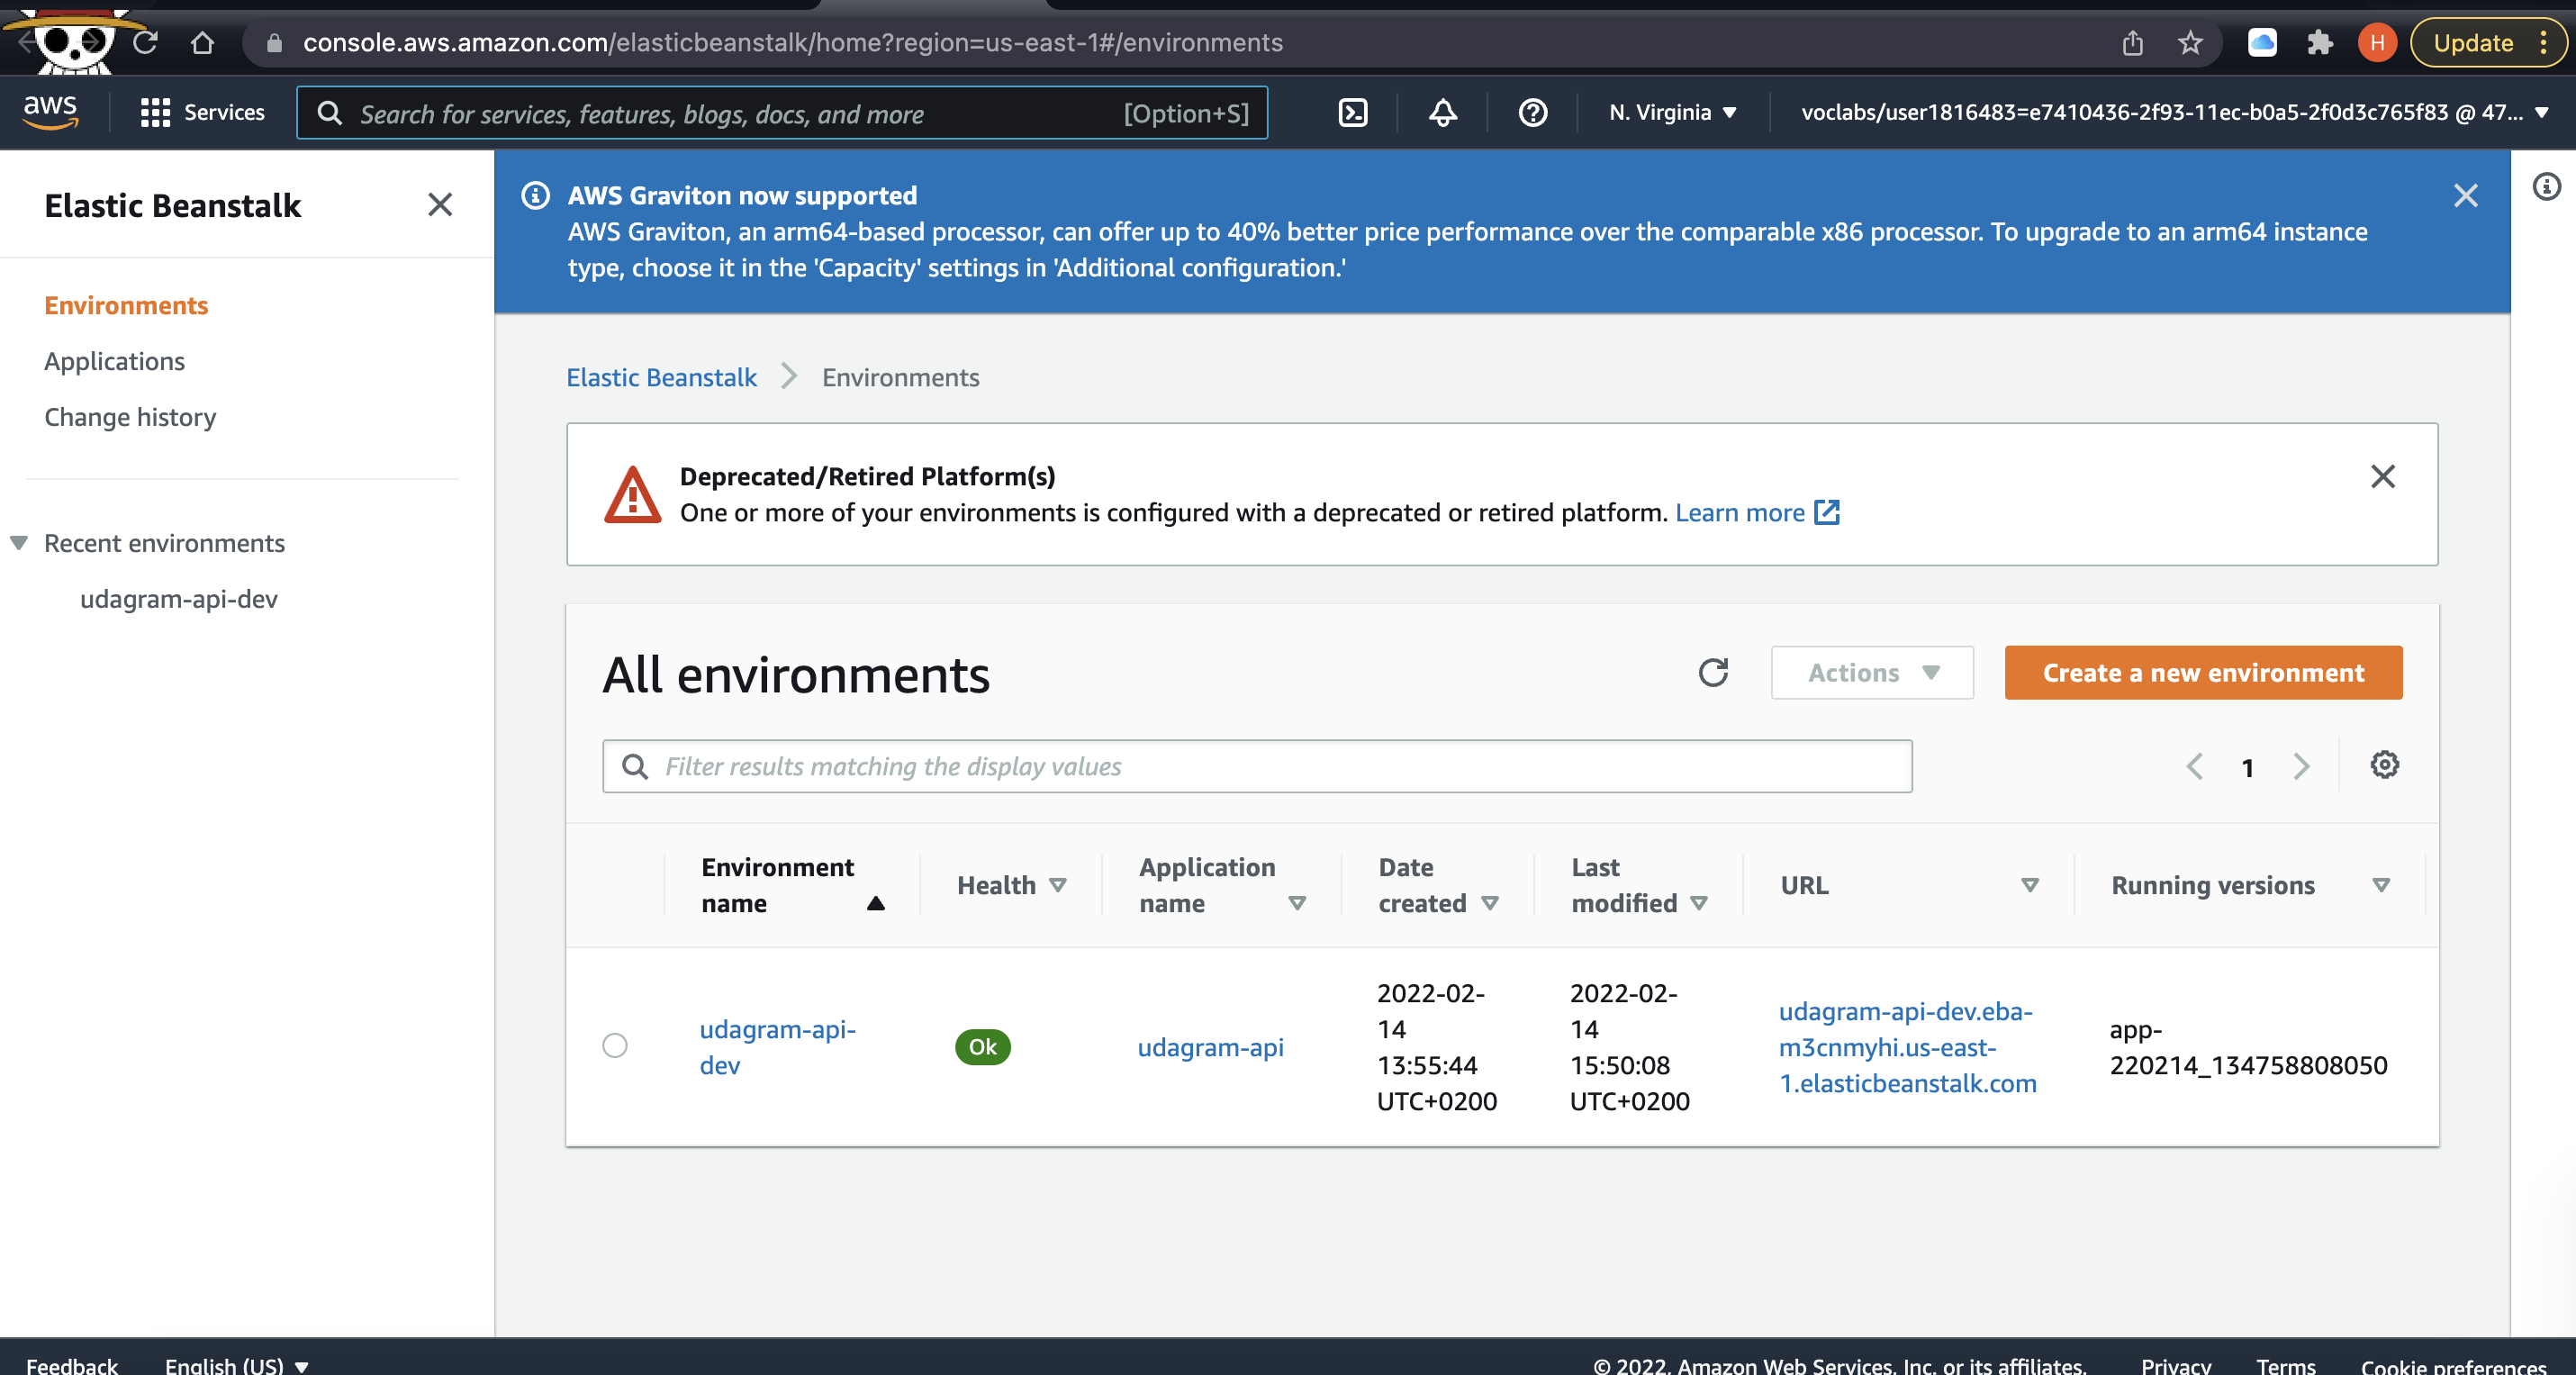 console.aws.amazon.com/elasticbeanstalk/home?region=us-east-1#/environments
H
Update
aws
Services
Search for services, features, blogs, docs, and more
[Option+S]
N. Virginia
voclabs/user1816483=e7410436-2f93-11ec-b0a5-2f0d3c765f83 @ 47...
Elastic Beanstalk
Environments
Applications
Change history
Recent environments
udagram-api-dev
AWS Graviton now supported
AWS Graviton, an arm64-based processor, can offer up to 40% better price performance over the comparable x86 processor. To upgrade to an arm64 instance
type, choose it in the 'Capacity' settings in 'Additional configuration.'
Elastic Beanstalk
Environments
Deprecated/Retired Platform(s)
One or more of your environments is configured with a deprecated or retired platform. Learn more
All environments
Actions
Create a new environment
Filter results matching the display values
1
Environment
name
Health
Application
name
Date
created
Last
modified
URL
Running versions
udagram-api-
dev
Ok
udagram-api
2022-02-
14
13:55:44
UTC+0200
2022-02-
14
15:50:08
UTC+0200
udagram-api-dev.eba-
m3cnmyhi.us-east-
1.elasticbeanstalk.com
app-
220214_134758808050
Feedback
English (US)
© 2022, Amazon Web Services, Inc. or its affiliates.
Privacy
Terms
Cookie preferences